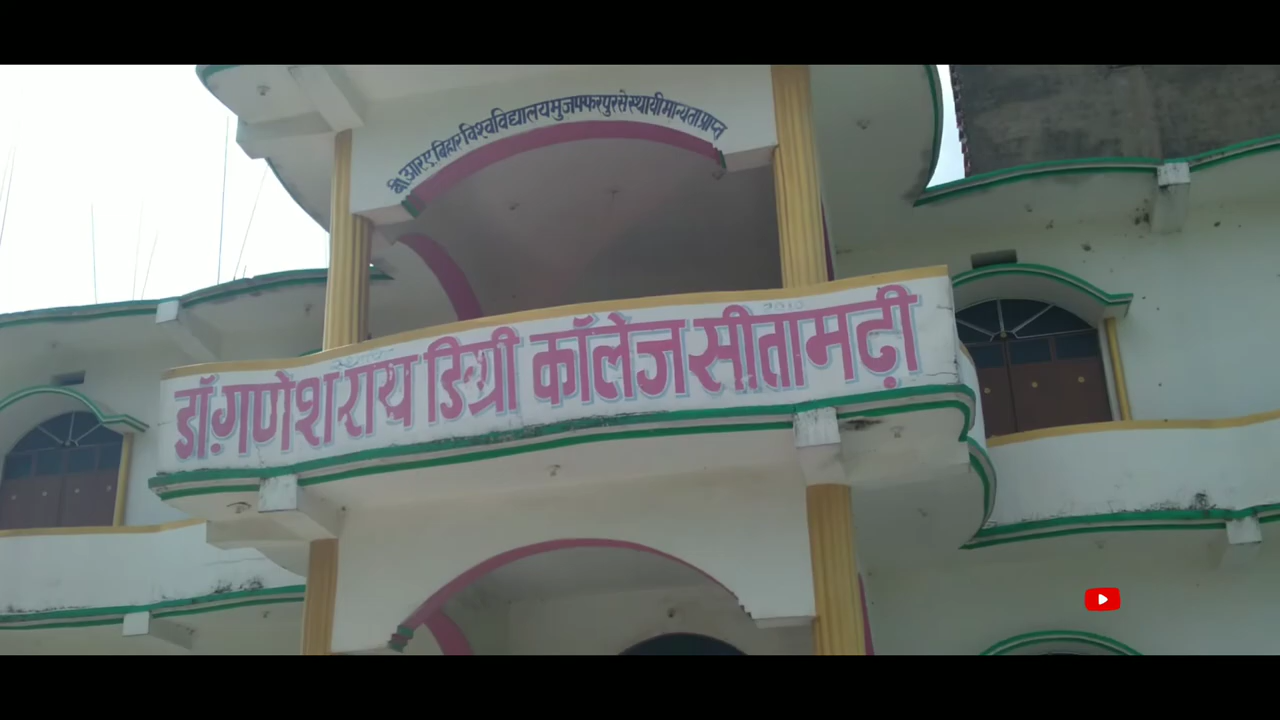 बी आर ए बिहार विश्वविद्यालय मुजफ्फरपुर से स्थायी मान्यता प्राप्त
डॉ. गणेश राय डिग्री कॉलेज सीतामढ़ी